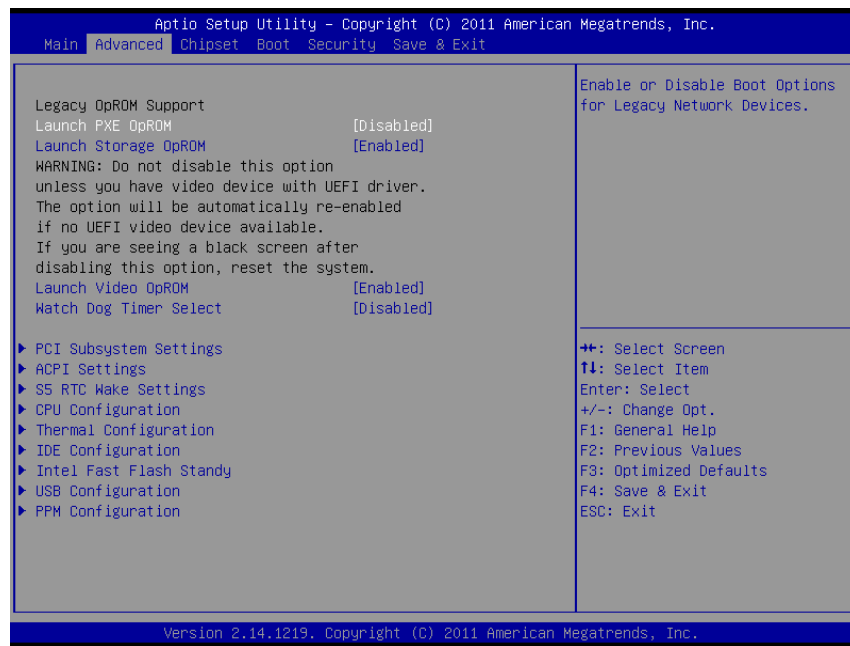 Aptio Setup Utility – Copyright (C) 2011 American Megatrends, Inc.
Main Advanced Chipset Boot Security Save & Exit
Legacy OpROM Support
Launch PXE OpROM [Disabled]
Launch Storage OpROM [Enabled]
WARNING: Do not disable this option
unless you have video device with UEFI driver.
The option will be automatically re-enabled
if no UEFI video device available.
If you are seeing a black screen after
disabling this option, reset the system.
Launch Video OpROM [Enabled]
Watch Dog Timer Select [Disabled]
PCI Subsystem Settings
ACPI Settings
S5 RTC Wake Settings
CPU Configuration
Thermal Configuration
IDE Configuration
Intel Fast Flash Standy
USB Configuration
PPM Configuration
Enable or Disable Boot Options
for Legacy Network Devices.
→←: Select Screen
↑↓: Select Item
Enter: Select
+/-: Change Opt.
F1: General Help
F2: Previous Values
F3: Optimized Defaults
F4: Save & Exit
ESC: Exit
Version 2.14.1219. Copyright (C) 2011 American Megatrends, Inc.